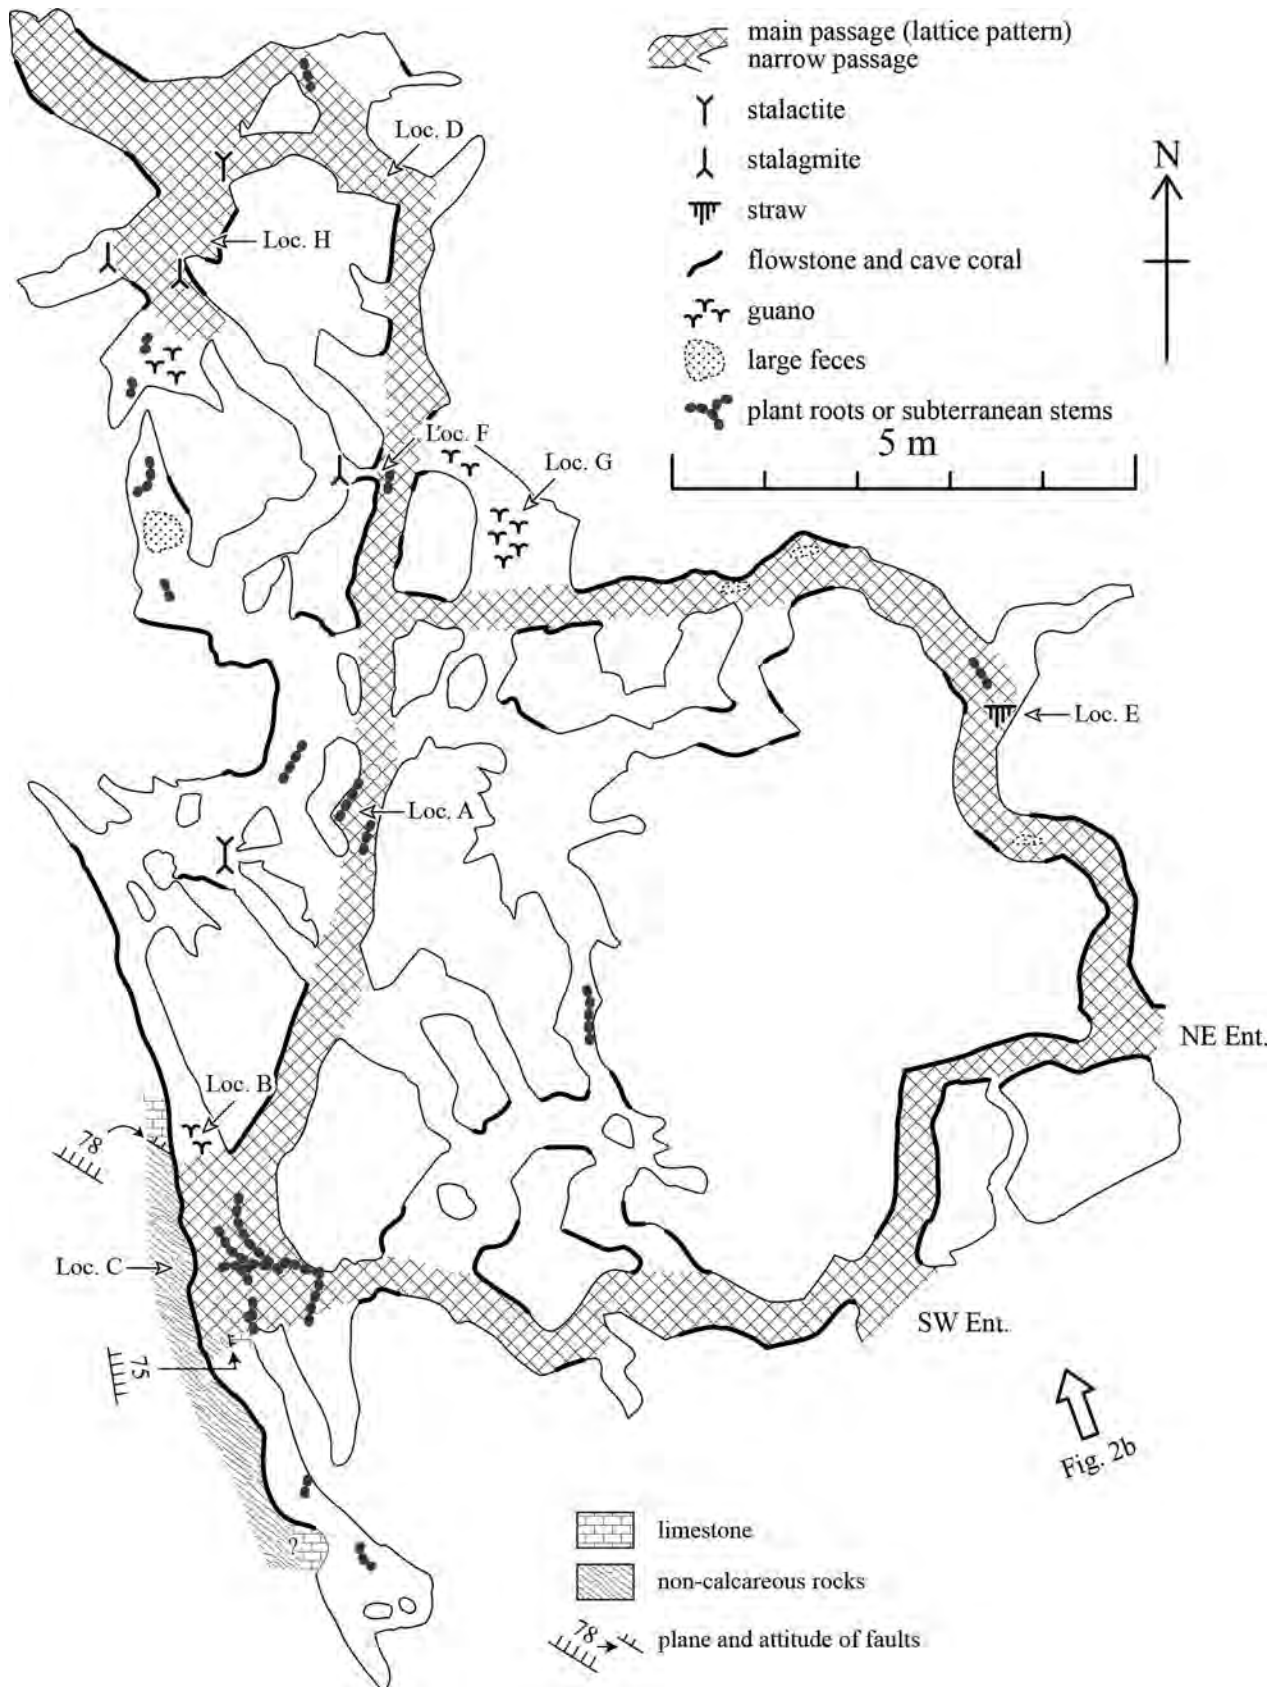 main passage (lattice pattern)
narrow passage
stalactite
stalagmite
straw
flowstone and cave coral
guano
large feces
plant roots or subterranean stems
5 m
N
Loc. D
Loc. H
Loc. F
Loc. G
Loc. E
Loc. A
NE Ent.
Loc. B
78
Loc. C
SW Ent.
75
Fig. 2b
?
limestone
non-calcareous rocks
78
plane and attitude of faults